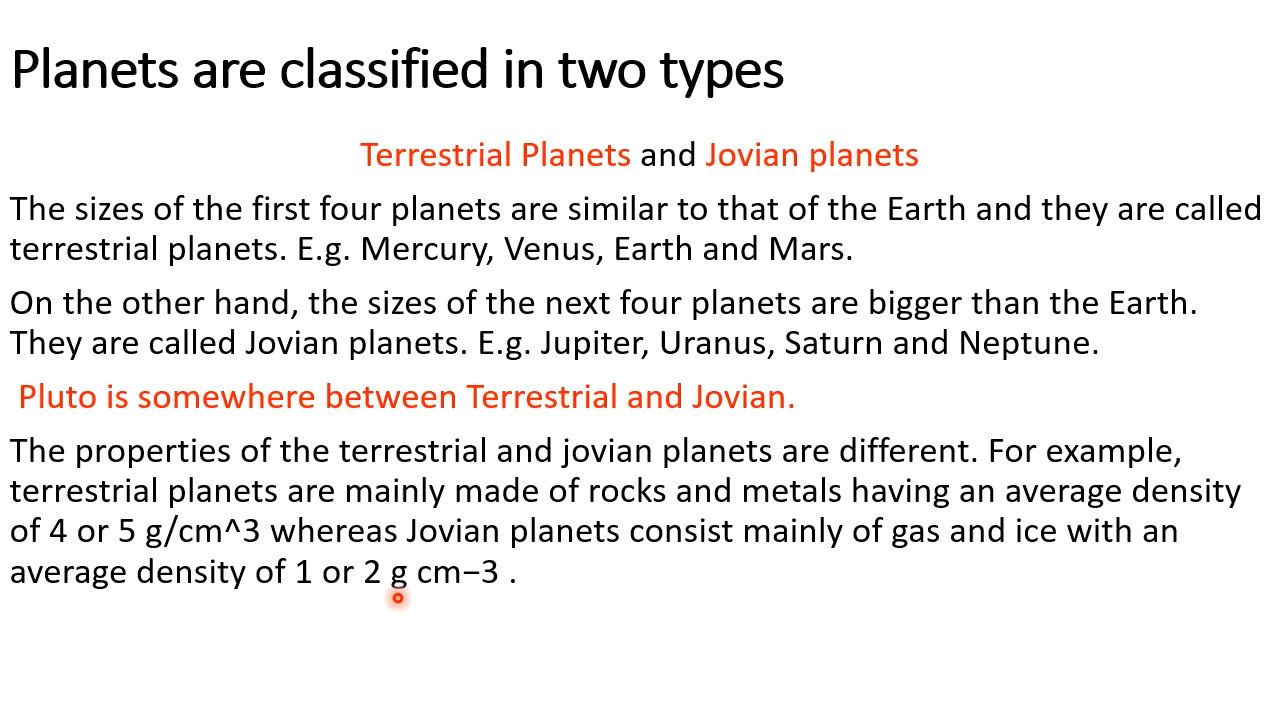 Planets are classified in two types
Terrestrial Planets and Jovian planets
The sizes of the first four planets are similar to that of the Earth and they are called
terrestrial planets. E.g. Mercury, Venus, Earth and Mars.
On the other hand, the sizes of the next four planets are bigger than the Earth.
They are called Jovian planets. E.g. Jupiter, Uranus, Saturn and Neptune.
Pluto is somewhere between Terrestrial and Jovian.
The properties of the terrestrial and jovian planets are different. For example,
terrestrial planets are mainly made of rocks and metals having an average density
of 4 or 5 g/cm^3 whereas Jovian planets consist mainly of gas and ice with an
average density of 1 or 2 g cm−3 .